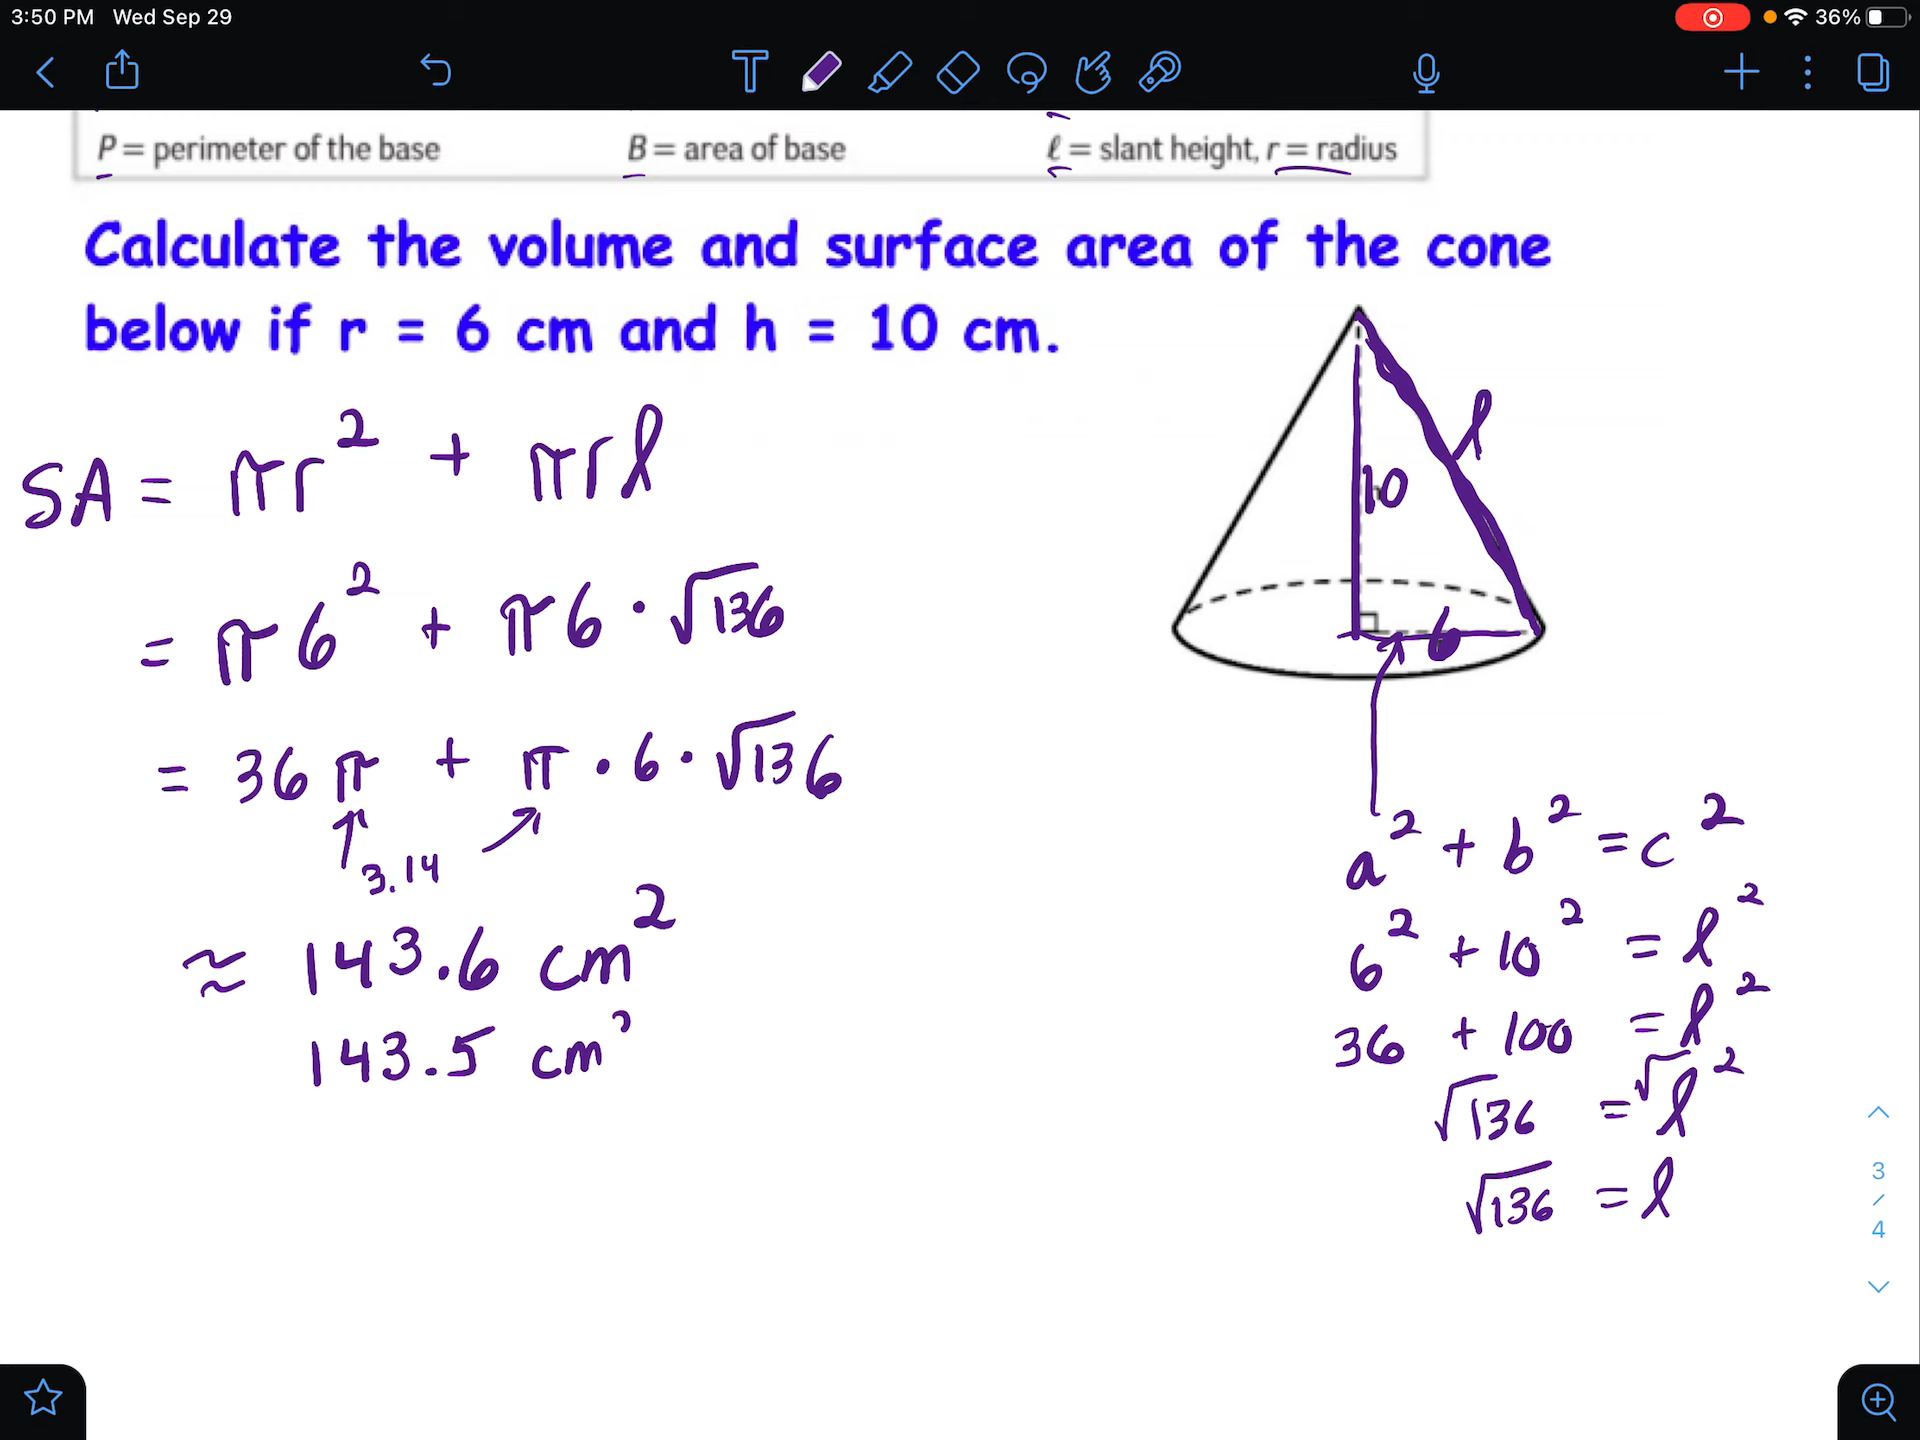 3:50 PM Wed Sep 29 36%
P = perimeter of the base B = area of base ℓ = slant height, r = radius
Calculate the volume and surface area of the cone
below if r = 6 cm and h = 10 cm.
SA = πr² + πrl
= π6² + π6 · √136
= 36π + π · 6 · √136
3.14
≈ 143.6 cm²
143.5 cm²
l
10
6
a² + b² = c²
6² + 10² = l²
36 + 100 = l²
√136 = √l²
√136 = l
3
/
4